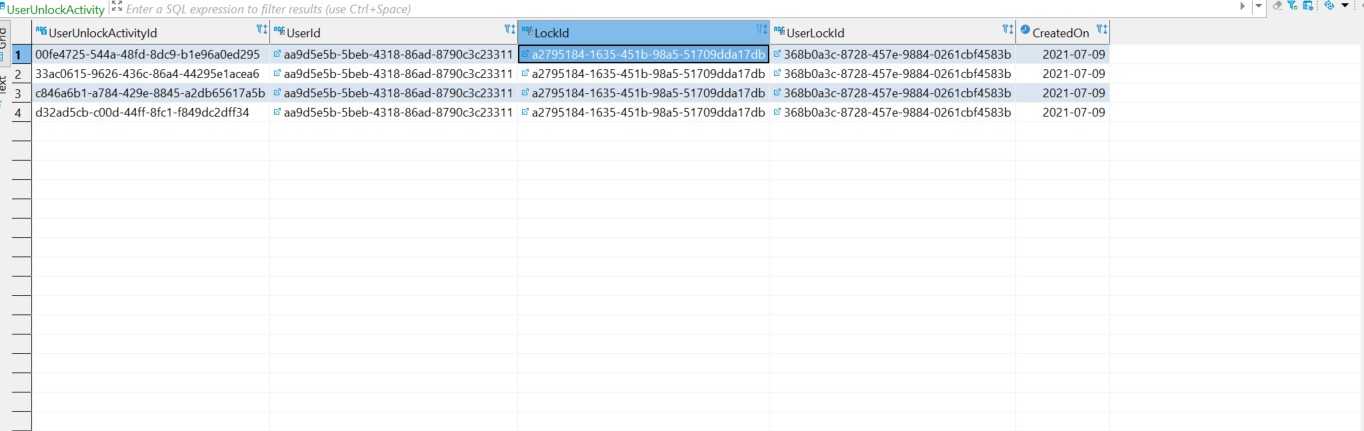 UserUnlockActivity Enter a SQL expression to filter results (use Ctrl+Space)
Grid
Text
UserUnlockActivityId UserId LockId UserLockId CreatedOn
1 00fe4725-544a-48fd-8dc9-b1e96a0ed295 aa9d5e5b-5beb-4318-86ad-8790c3c23311 a2795184-1635-451b-98a5-51709dda17db 368b0a3c-8728-457e-9884-0261cbf4583b 2021-07-09
2 33ac0615-9626-436c-86a4-44295e1acea6 aa9d5e5b-5beb-4318-86ad-8790c3c23311 a2795184-1635-451b-98a5-51709dda17db 368b0a3c-8728-457e-9884-0261cbf4583b 2021-07-09
3 c846a6b1-a784-429e-8845-a2db65617a5b aa9d5e5b-5beb-4318-86ad-8790c3c23311 a2795184-1635-451b-98a5-51709dda17db 368b0a3c-8728-457e-9884-0261cbf4583b 2021-07-09
4 d32ad5cb-c00d-44ff-8fc1-f849dc2dff34 aa9d5e5b-5beb-4318-86ad-8790c3c23311 a2795184-1635-451b-98a5-51709dda17db 368b0a3c-8728-457e-9884-0261cbf4583b 2021-07-09